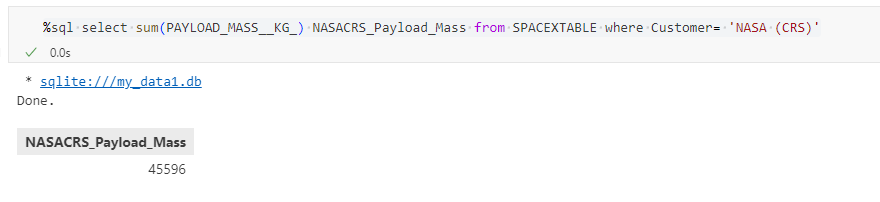 %sql select sum(PAYLOAD_MASS__KG_) NASACRS_Payload_Mass from SPACEXTABLE where Customer= 'NASA (CRS)'
✓ 0.0s
* sqlite:///my_data1.db
Done.
NASACRS_Payload_Mass
45596